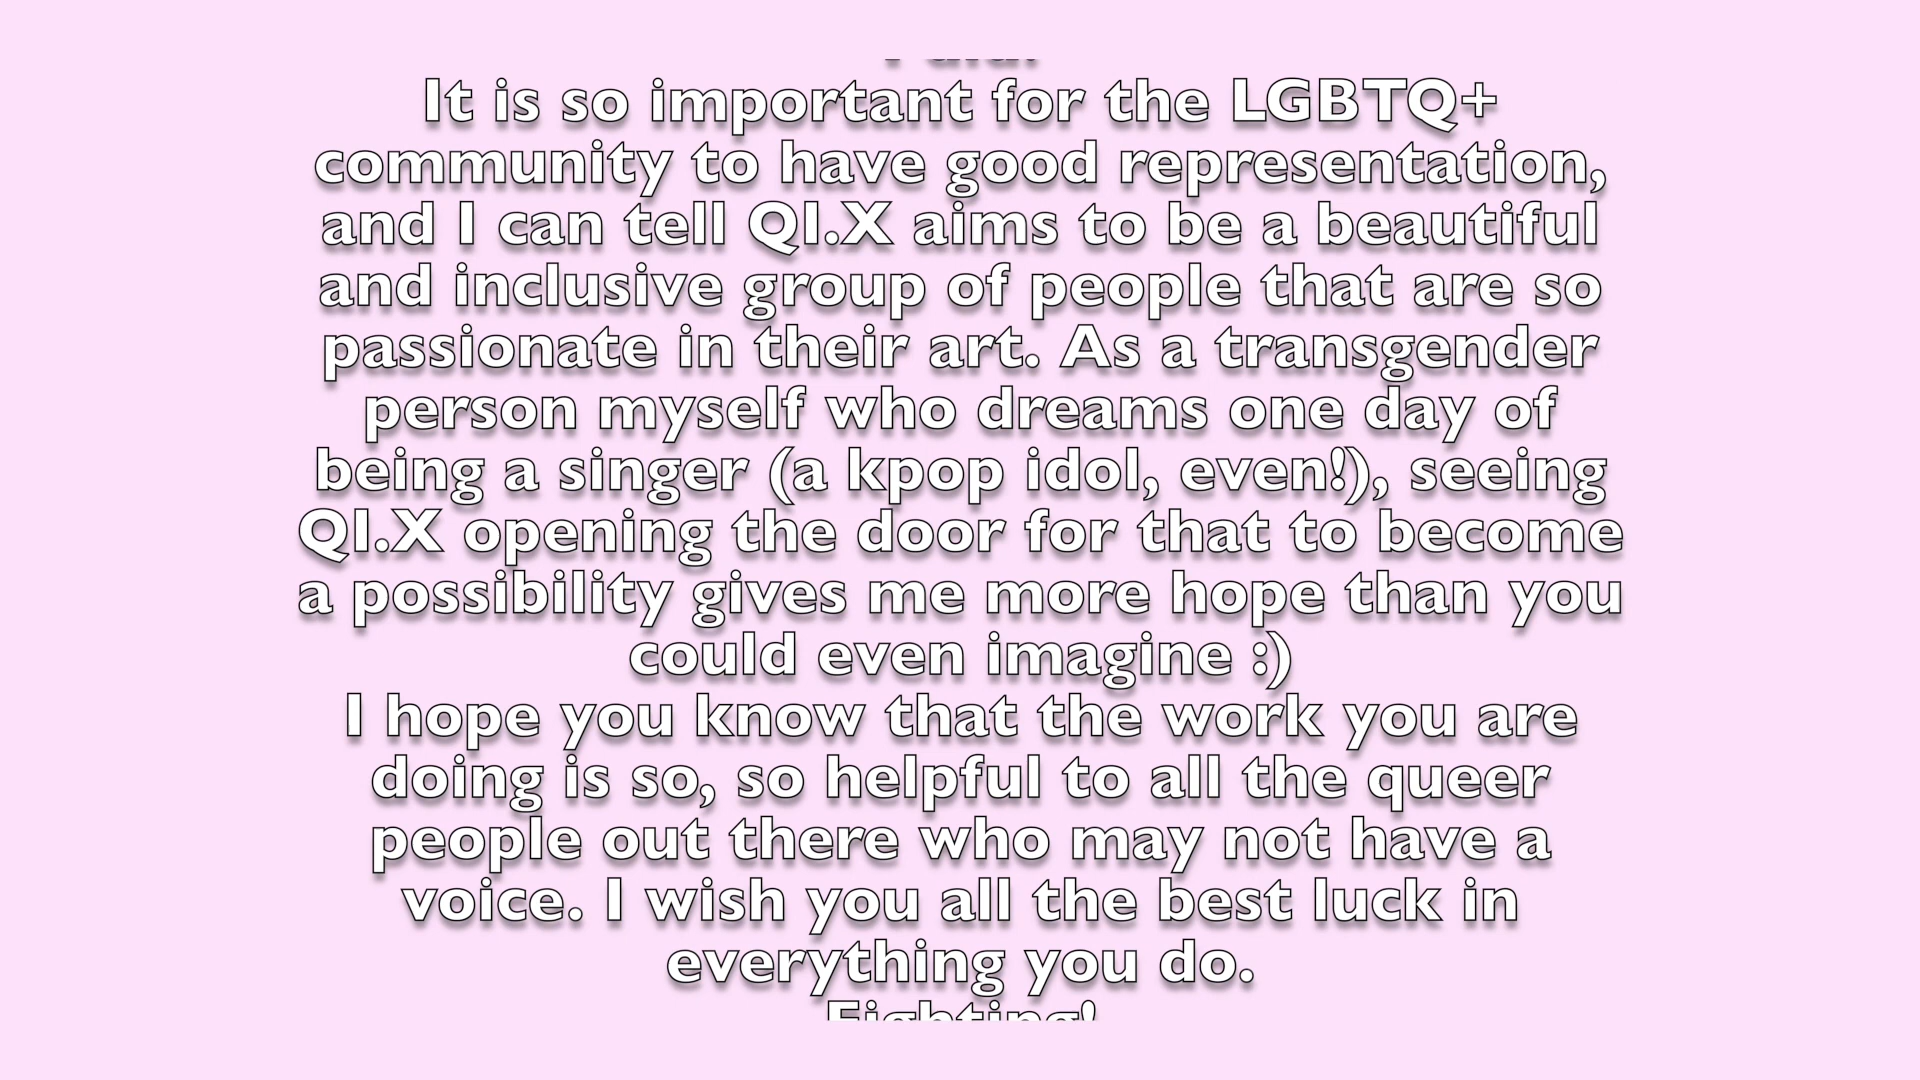 It is so important for the LGBTQ+
community to have good representation,
and I can tell QI.X aims to be a beautiful
and inclusive group of people that are so
passionate in their art. As a transgender
person myself who dreams one day of
being a singer (a kpop idol, even!), seeing
QI.X opening the door for that to become
a possibility gives me more hope than you
could even imagine :)
I hope you know that the work you are
doing is so, so helpful to all the queer
people out there who may not have a
voice. I wish you all the best luck in
everything you do.
Fighting!